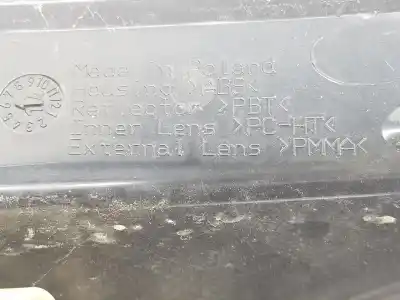 Made in Poland
Housing >ABS<
Reflector >PBT<
Inner Lens >PC-HT<
External Lens >PMMA<